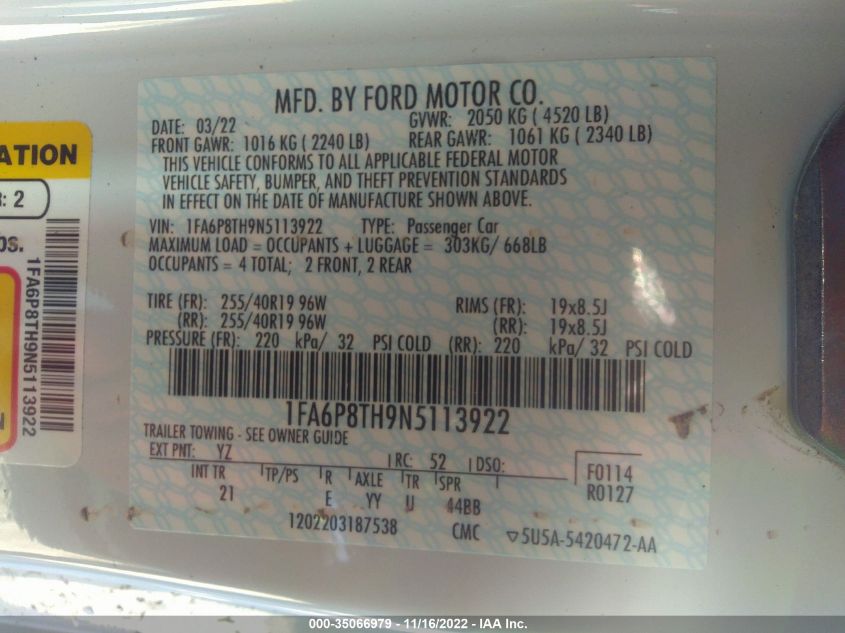 MFD. BY FORD MOTOR CO.
DATE: 03/22 GVWR: 2050 KG ( 4520 LB)
FRONT GAWR: 1016 KG ( 2240 LB) REAR GAWR: 1061 KG ( 2340 LB)
THIS VEHICLE CONFORMS TO ALL APPLICABLE FEDERAL MOTOR
VEHICLE SAFETY, BUMPER, AND THEFT PREVENTION STANDARDS
IN EFFECT ON THE DATE OF MANUFACTURE SHOWN ABOVE.
VIN: 1FA6P8TH9N5113922 TYPE: Passenger Car
MAXIMUM LOAD = OCCUPANTS + LUGGAGE = 303KG/ 668LB
OCCUPANTS = 4 TOTAL; 2 FRONT, 2 REAR
TIRE (FR): 255/40R19 96W RIMS (FR): 19x8.5J
(RR): 255/40R19 96W (RR): 19x8.5J
PRESSURE (FR): 220 kPa/ 32 PSI COLD (RR): 220 kPa/ 32 PSI COLD
1FA6P8TH9N5113922
TRAILER TOWING - SEE OWNER GUIDE
EXT PNT: YZ RC: 52 DSO: F0114
INT TR TP/PS R AXLE TR SPR R0127
21 E YY U 44BB
1202203187538 CMC 5U5A-5420472-AA
ATION
: 2
bs.
1FA6P8TH9N5113922
000-35066979 - 11/16/2022 - IAA Inc.